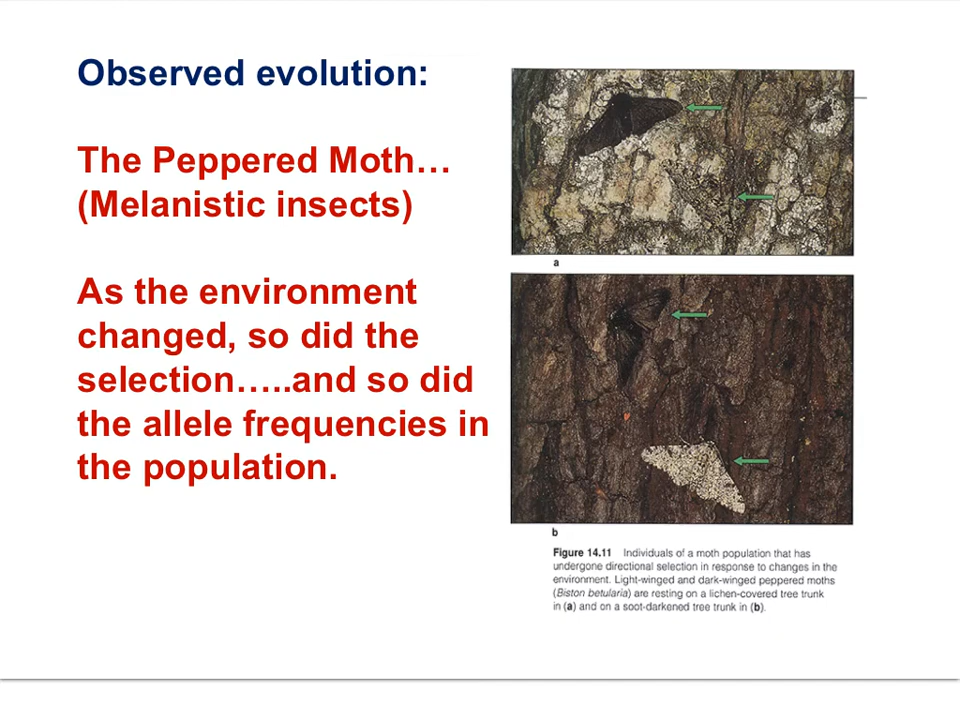 Observed evolution:
The Peppered Moth…
(Melanistic insects)
As the environment
changed, so did the
selection…..and so did
the allele frequencies in
the population.
a
b
Figure 14.11 Individuals of a moth population that has
undergone directional selection in response to changes in the
environment. Light-winged and dark-winged peppered moths
(Biston betularia) are resting on a lichen-covered tree trunk
in (a) and on a soot-darkened tree trunk in (b).